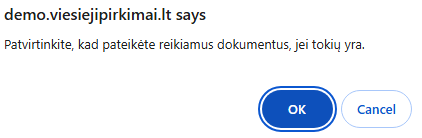 demo.viesiejipirkimai.lt says
Patvirtinkite, kad pateikėte reikiamus dokumentus, jei tokių yra.
OK Cancel